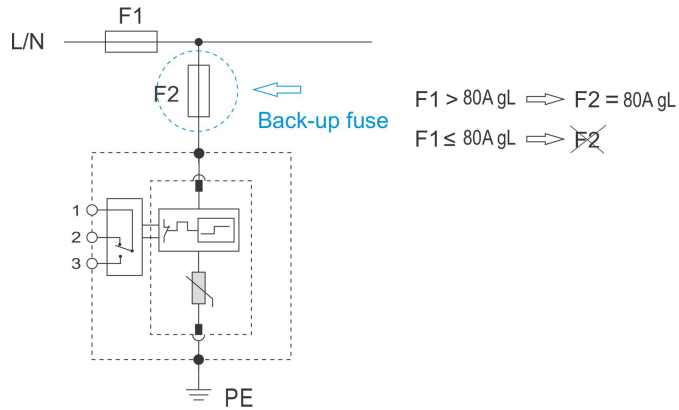 F1
L/N
F2
Back-up fuse
F1 > 80A gL ⇨ F2 = 80A gL
F1 ≤ 80A gL ⇨ F2
1
2
3
PE